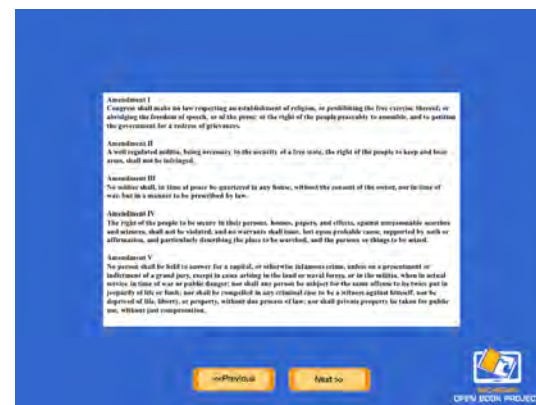 Amendment I
Congress shall make no law respecting an establishment of religion, or prohibiting the free exercise thereof; or
abridging the freedom of speech, or of the press; or the right of the people peaceably to assemble, and to petition
the government for a redress of grievances.
Amendment II
A well regulated militia, being necessary to the security of a free state, the right of the people to keep and bear
arms, shall not be infringed.
Amendment III
No soldier shall, in time of peace be quartered in any house, without the consent of the owner, nor in time of
war, but in a manner to be prescribed by law.
Amendment IV
The right of the people to be secure in their persons, houses, papers, and effects, against unreasonable searches
and seizures, shall not be violated, and no warrants shall issue, but upon probable cause, supported by oath or
affirmation, and particularly describing the place to be searched, and the persons or things to be seized.
Amendment V
No person shall be held to answer for a capital, or otherwise infamous crime, unless on a presentment or
indictment of a grand jury, except in cases arising in the land or naval forces, or in the militia, when in actual
service in time of war or public danger; nor shall any person be subject for the same offense to be twice put in
jeopardy of life or limb; nor shall be compelled in any criminal case to be a witness against himself, nor be
deprived of life, liberty, or property, without due process of law; nor shall private property be taken for public
use, without just compensation.
<<Previous
Next >>
OPEN BOOK PROJEC